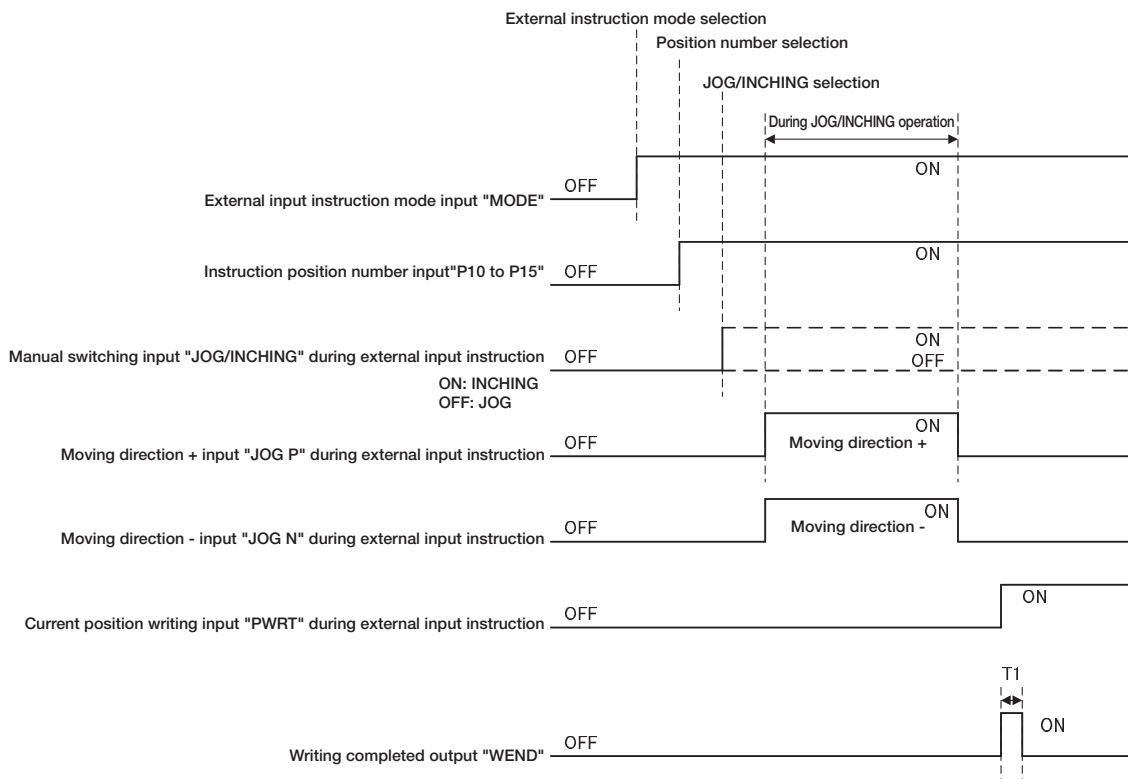 External instruction mode selection
Position number selection
JOG/INCHING selection
During JOG/INCHING operation
OFF
ON
External input instruction mode input "MODE"
OFF
ON
Instruction position number input"P10 to P15"
ON
OFF
OFF
Manual switching input "JOG/INCHING" during external input instruction
ON: INCHING
OFF: JOG
ON
OFF
Moving direction +
Moving direction + input "JOG P" during external input instruction
ON
OFF
Moving direction -
Moving direction - input "JOG N" during external input instruction
ON
OFF
Current position writing input "PWRT" during external input instruction
T1
ON
OFF
Writing completed output "WEND"